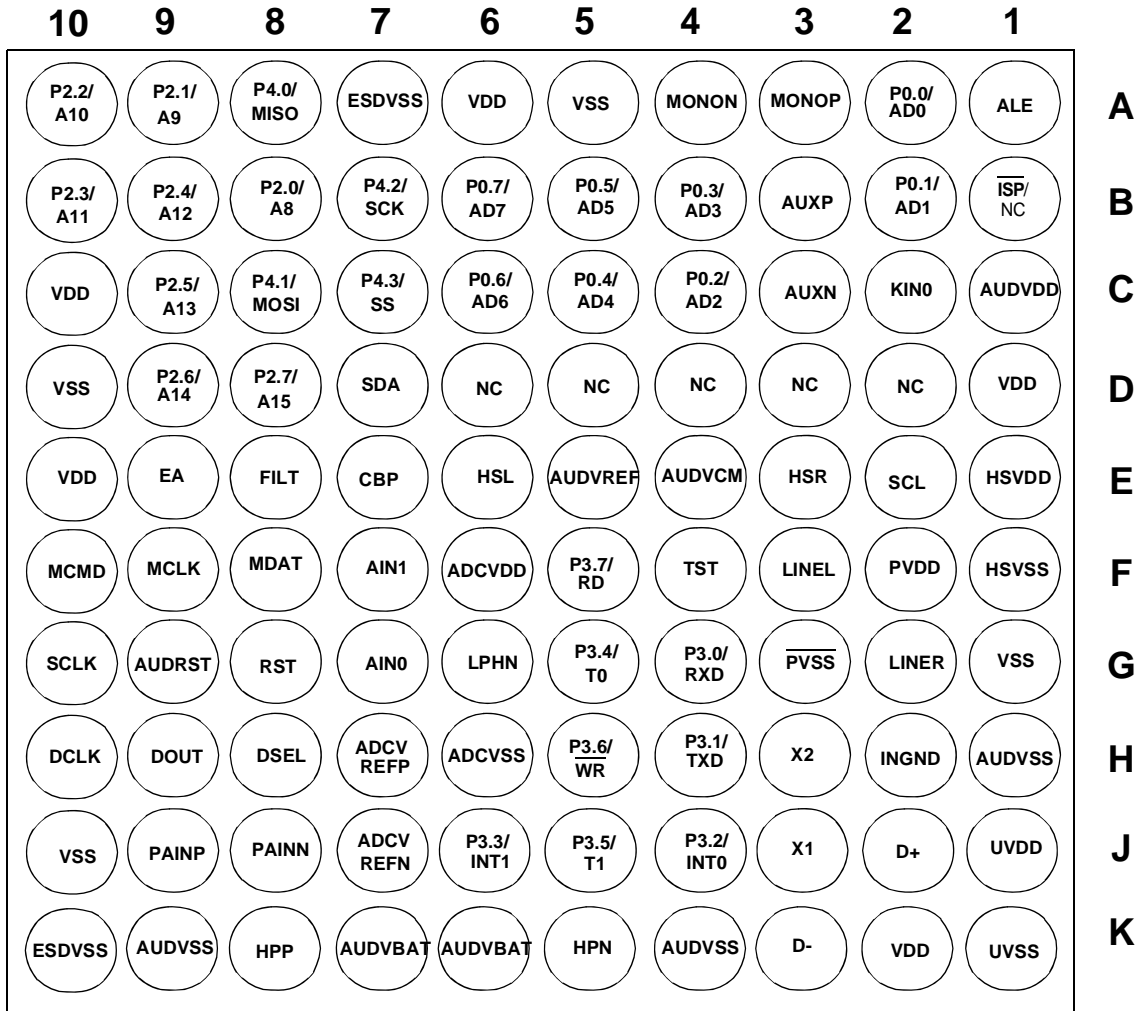 10 9 8 7 6 5 4 3 2 1
P2.2/ P2.1/ P4.0/ ESDVSS VDD VSS MONON MONOP P0.0/ ALE A
A10 A9 MISO AD0
P2.3/ P2.4/ P2.0/ P4.2/ P0.7/ P0.5/ P0.3/ AUXP P0.1/ ISP/ B
A11 A12 A8 SCK AD7 AD5 AD3 AD1 NC
VDD P2.5/ P4.1/ P4.3/ P0.6/ P0.4/ P0.2/ AUXN KIN0 AUDVDD C
A13 MOSI SS AD6 AD4 AD2
VSS P2.6/ P2.7/ SDA NC NC NC NC NC VDD D
A14 A15
VDD EA FILT CBP HSL AUDVREF AUDVCM HSR SCL HSVDD E
MCMD MCLK MDAT AIN1 ADCVDD P3.7/ TST LINEL PVDD HSVSS F
RD
SCLK AUDRST RST AIN0 LPHN P3.4/ P3.0/ PVSS LINER VSS G
T0 RXD
DCLK DOUT DSEL ADCV ADCVSS P3.6/ P3.1/ X2 INGND AUDVSS H
REFP WR TXD
VSS PAINP PAINN ADCV P3.3/ P3.5/ P3.2/ X1 D+ UVDD J
REFN INT1 T1 INT0
ESDVSS AUDVSS HPP AUDVBAT AUDVBAT HPN AUDVSS D- VDD UVSS K